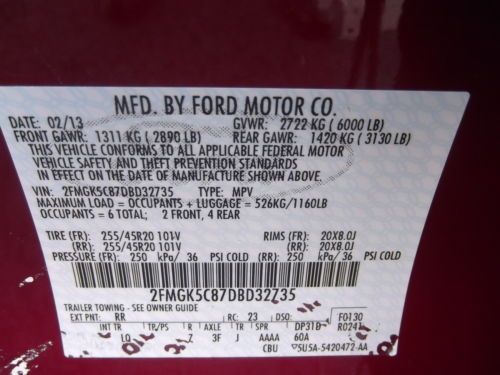 MFD. BY FORD MOTOR CO.
DATE: 02/13 GVWR: 2722 KG ( 6000 LB)
FRONT GAWR: 1311 KG ( 2890 LB) REAR GAWR: 1420 KG ( 3130 LB)
THIS VEHICLE CONFORMS TO ALL APPLICABLE FEDERAL MOTOR
VEHICLE SAFETY AND THEFT PREVENTION STANDARDS
IN EFFECT ON THE DATE OF MANUFACTURE SHOWN ABOVE.
VIN: 2FMGK5C87DBD32735 TYPE: MPV
MAXIMUM LOAD = OCCUPANTS + LUGGAGE = 526KG/1160LB
OCCUPANTS = 6 TOTAL; 2 FRONT, 4 REAR
TIRE (FR): 255/45R20 101V RIMS (FR): 20X8.0J
(RR): 255/45R20 101V (RR): 20X8.0J
PRESSURE (FR): 250 kPa/ 36 PSI COLD (RR): 250 kPa/ 36 PSI COLD
2FMGK5C87DBD32735
TRAILER TOWING - SEE OWNER GUIDE
EXT PNT: RR RC: 23 DSO: F0130
INT TR TP/PS R AXLE TR SPR DP318 R0241
LQ Z 3F J AAAA 60A
CBU 5U5A-5420472-AA